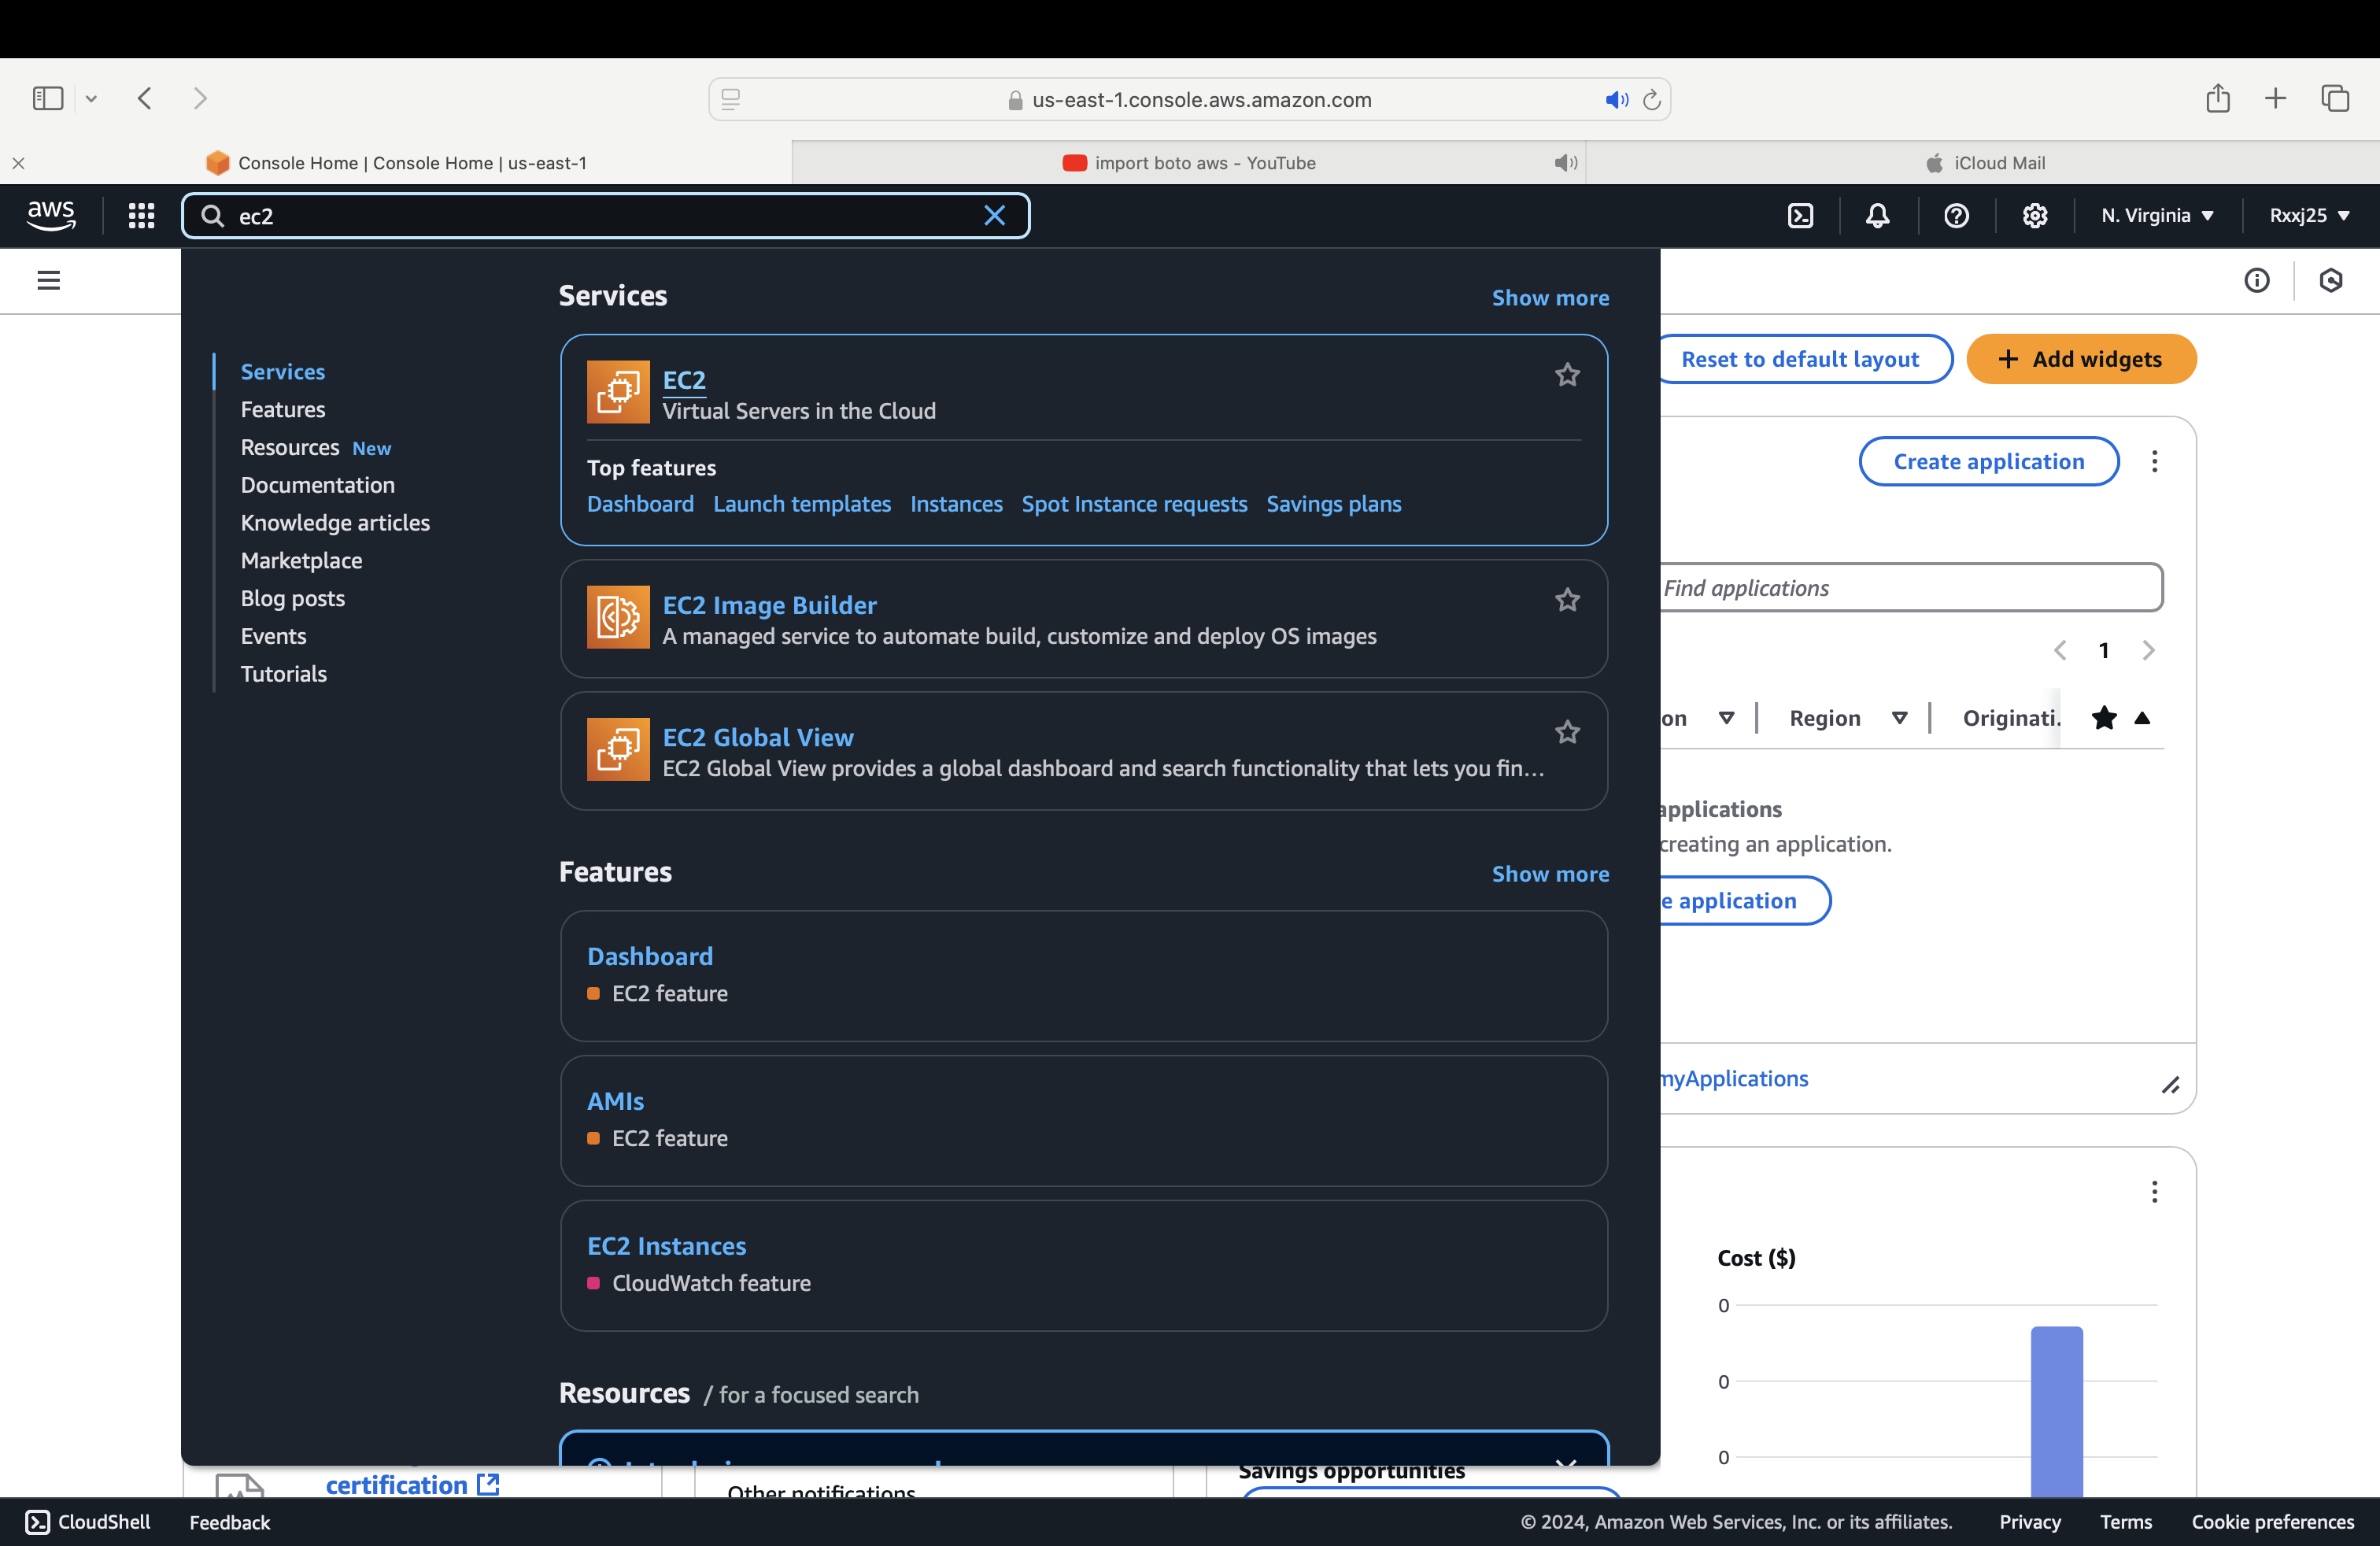 us-east-1.console.aws.amazon.com
Console Home | Console Home | us-east-1
import boto aws - YouTube
iCloud Mail
aws
ec2
N. Virginia
Rxxj25
Services
Features
Resources New
Documentation
Knowledge articles
Marketplace
Blog posts
Events
Tutorials
Services
Show more
EC2
Virtual Servers in the Cloud
Top features
Dashboard Launch templates Instances Spot Instance requests Savings plans
EC2 Image Builder
A managed service to automate build, customize and deploy OS images
EC2 Global View
EC2 Global View provides a global dashboard and search functionality that lets you fin...
Features
Show more
Dashboard
EC2 feature
AMIs
EC2 feature
EC2 Instances
CloudWatch feature
Resources / for a focused search
Reset to default layout
+ Add widgets
Create application
Find applications
1
on
Region
Originati.
applications
creating an application.
e application
myApplications
Cost ($)
0
0
0
certification
Other notifications
Savings opportunities
CloudShell
Feedback
© 2024, Amazon Web Services, Inc. or its affiliates.
Privacy
Terms
Cookie preferences